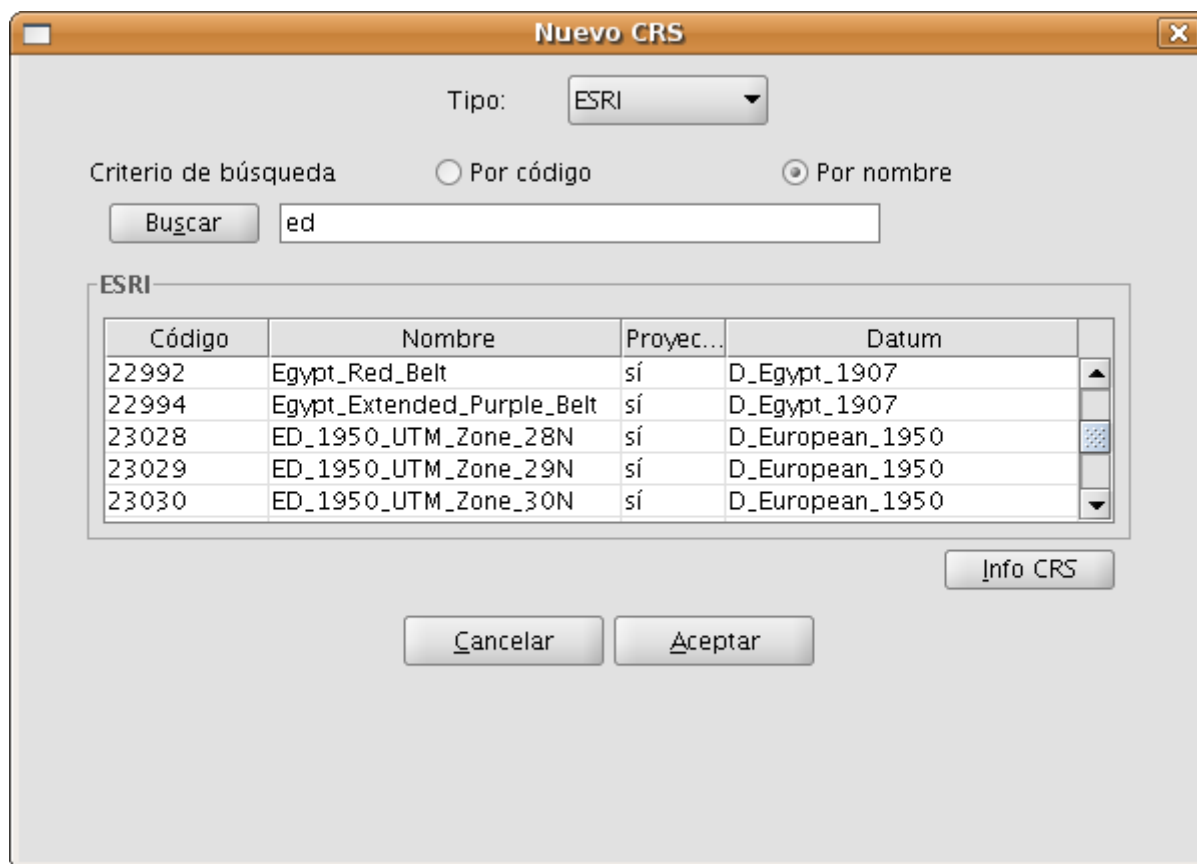 Nuevo CRS
Tipo: ESRI
Criterio de búsqueda Por código Por nombre
Buscar ed
ESRI
Código Nombre Proyec... Datum
22992 Egypt_Red_Belt sí D_Egypt_1907
22994 Egypt_Extended_Purple_Belt sí D_Egypt_1907
23028 ED_1950_UTM_Zone_28N sí D_European_1950
23029 ED_1950_UTM_Zone_29N sí D_European_1950
23030 ED_1950_UTM_Zone_30N sí D_European_1950
Info CRS
Cancelar Aceptar